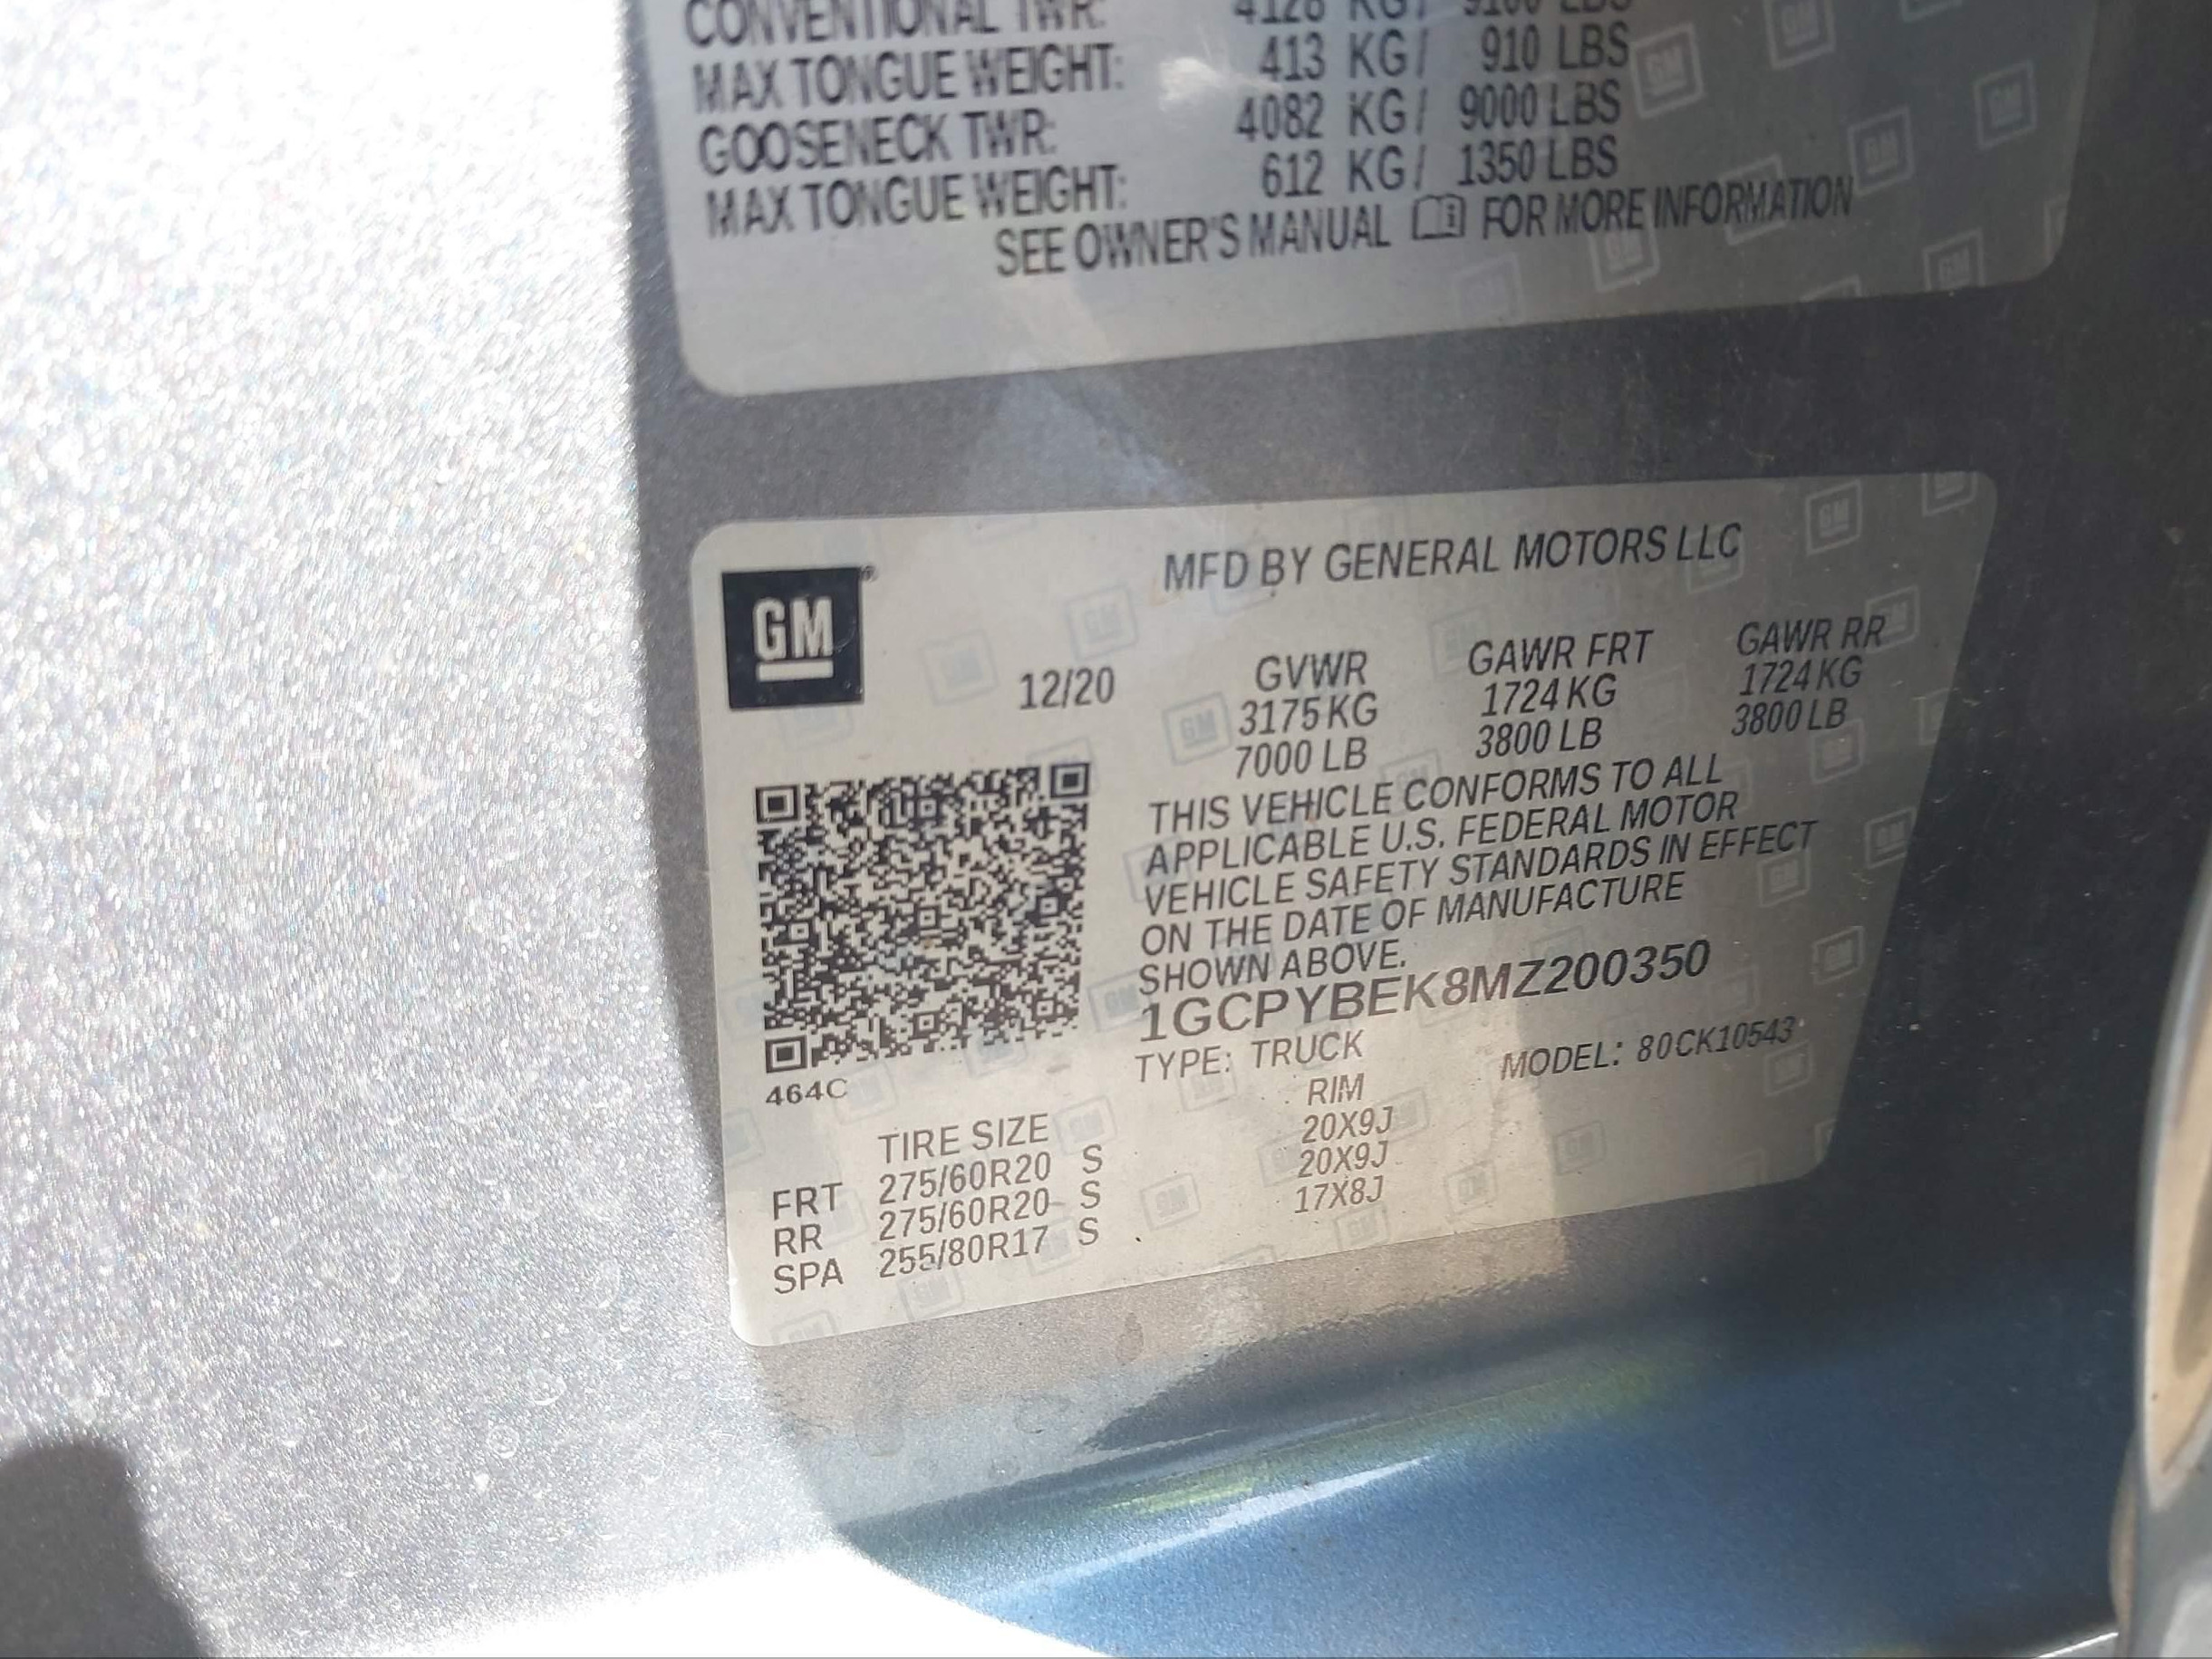 CONVENTIONAL TWR: 4128 KG/ 9100 LBS
MAX TONGUE WEIGHT: 413 KG/ 910 LBS
GOOSENECK TWR: 4082 KG/ 9000 LBS
MAX TONGUE WEIGHT: 612 KG/ 1350 LBS
SEE OWNER'S MANUAL FOR MORE INFORMATION
GM
MFD BY GENERAL MOTORS LLC
12/20 GVWR GAWR FRT GAWR RR
3175 KG 1724 KG 1724 KG
7000 LB 3800 LB 3800 LB
THIS VEHICLE CONFORMS TO ALL
APPLICABLE U.S. FEDERAL MOTOR
VEHICLE SAFETY STANDARDS IN EFFECT
ON THE DATE OF MANUFACTURE
SHOWN ABOVE.
1GCPYBEK8MZ200350
TYPE: TRUCK MODEL: 80CK10543
464C
TIRE SIZE RIM
FRT 275/60R20 S 20X9J
RR 275/60R20 S 20X9J
SPA 255/80R17 S 17X8J